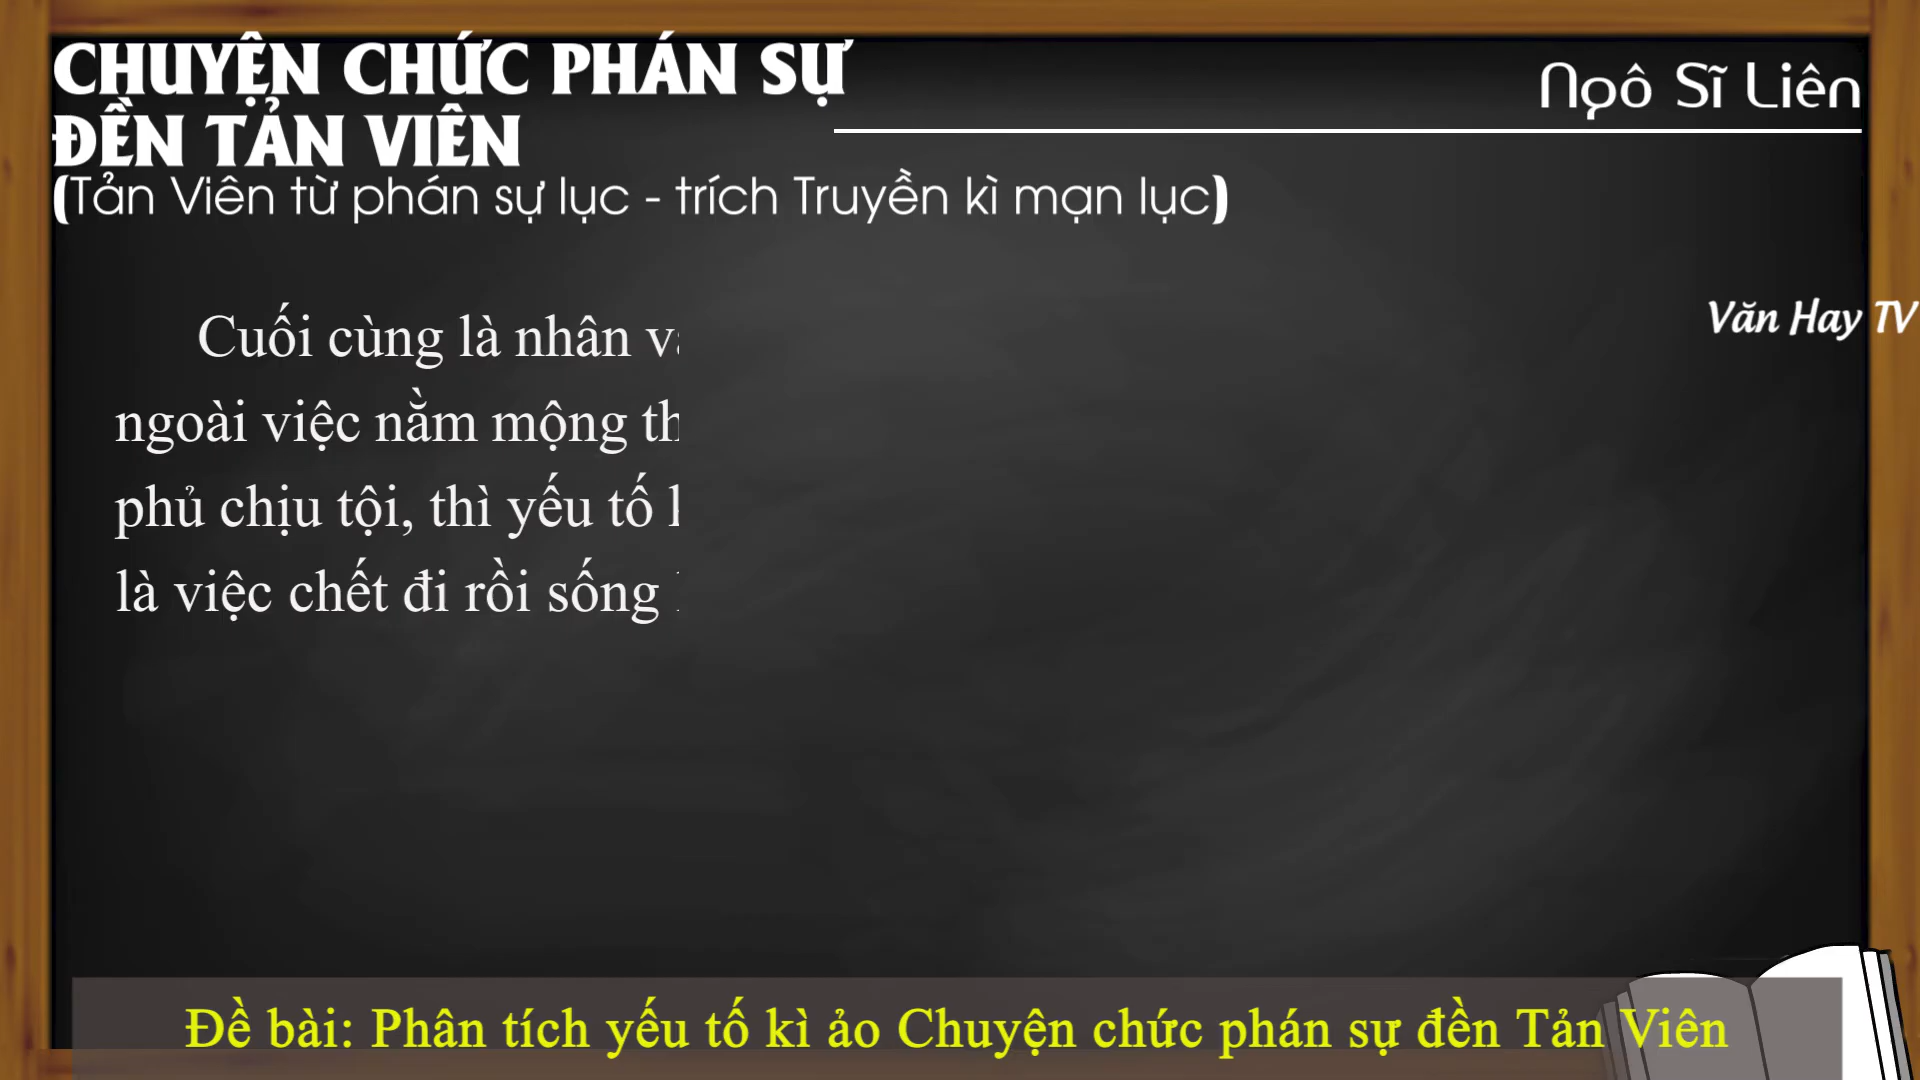 CHUYỆN CHỨC PHÁN SỰ
ĐỀN TẢN VIÊN
Ngô Sĩ Liên
(Tản Viên từ phán sự lục - trích Truyền kì mạn lục)
Văn Hay TV
Cuối cùng là nhân
ngoài việc nằm mộng
phủ chịu tội, thì yếu tố
là việc chết đi rồi sống
Đề bài: Phân tích yếu tố kì ảo Chuyện chức phán sự đền Tản Viên